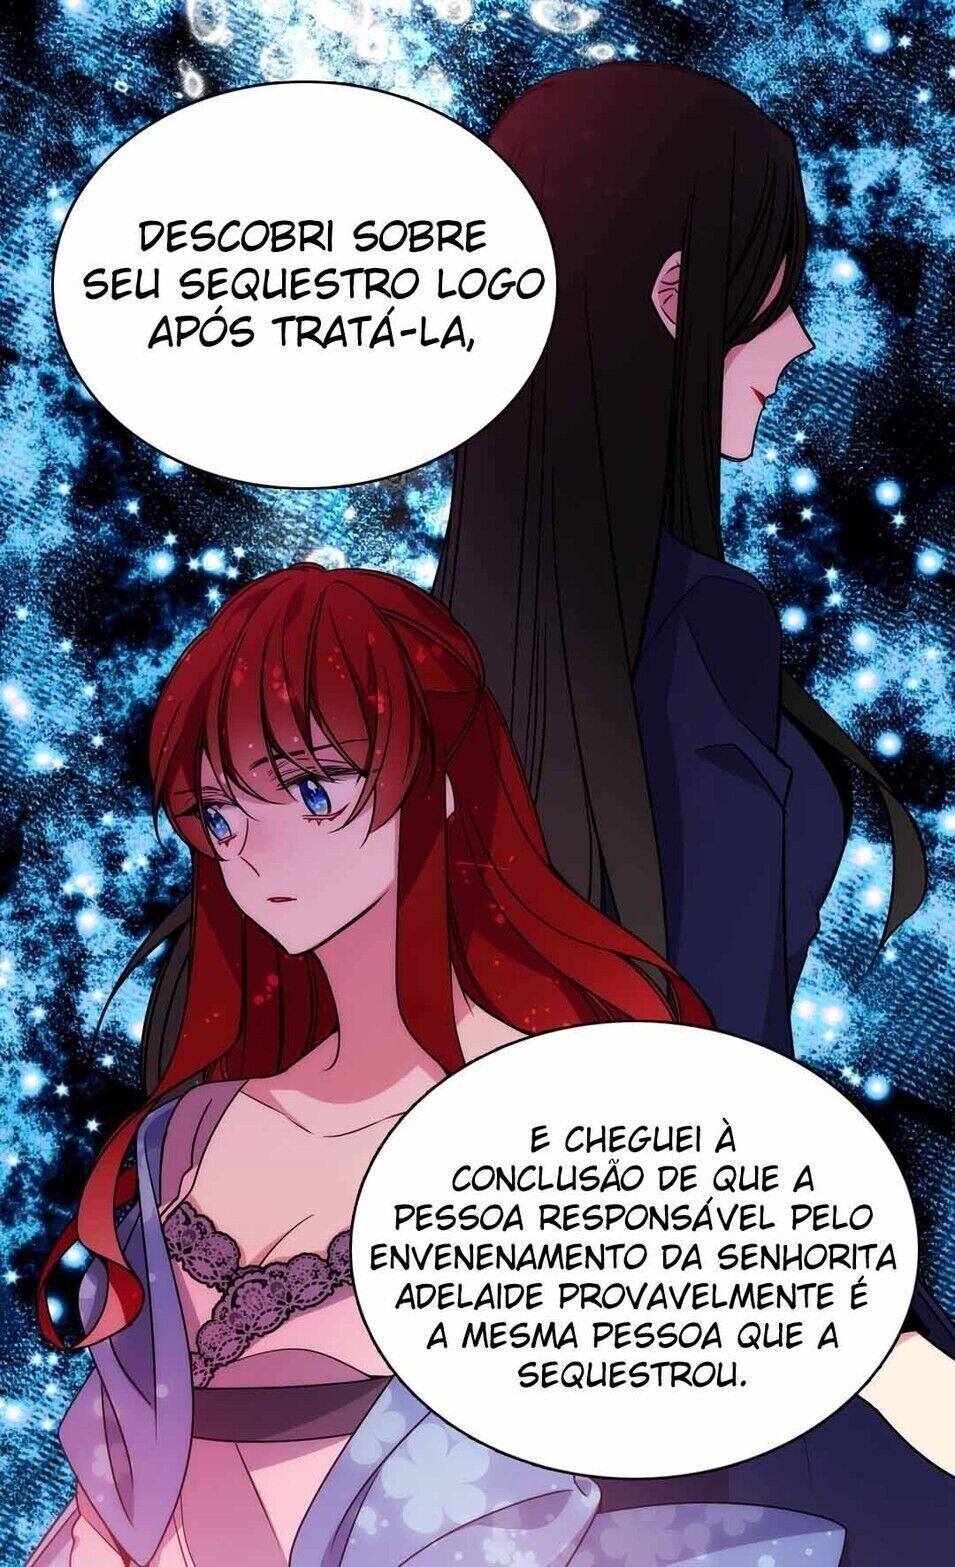 DESCOBRI SOBRE
SEU SEQUESTRO LOGO
APÓS TRATÁ-LA,
E CHEGUEI À
CONCLUSÃO DE QUE A
PESSOA RESPONSÁVEL PELO
ENVENENAMENTO DA SENHORITA
ADELAIDE PROVAVELMENTE É
A MESMA PESSOA QUE A
SEQUESTROU.